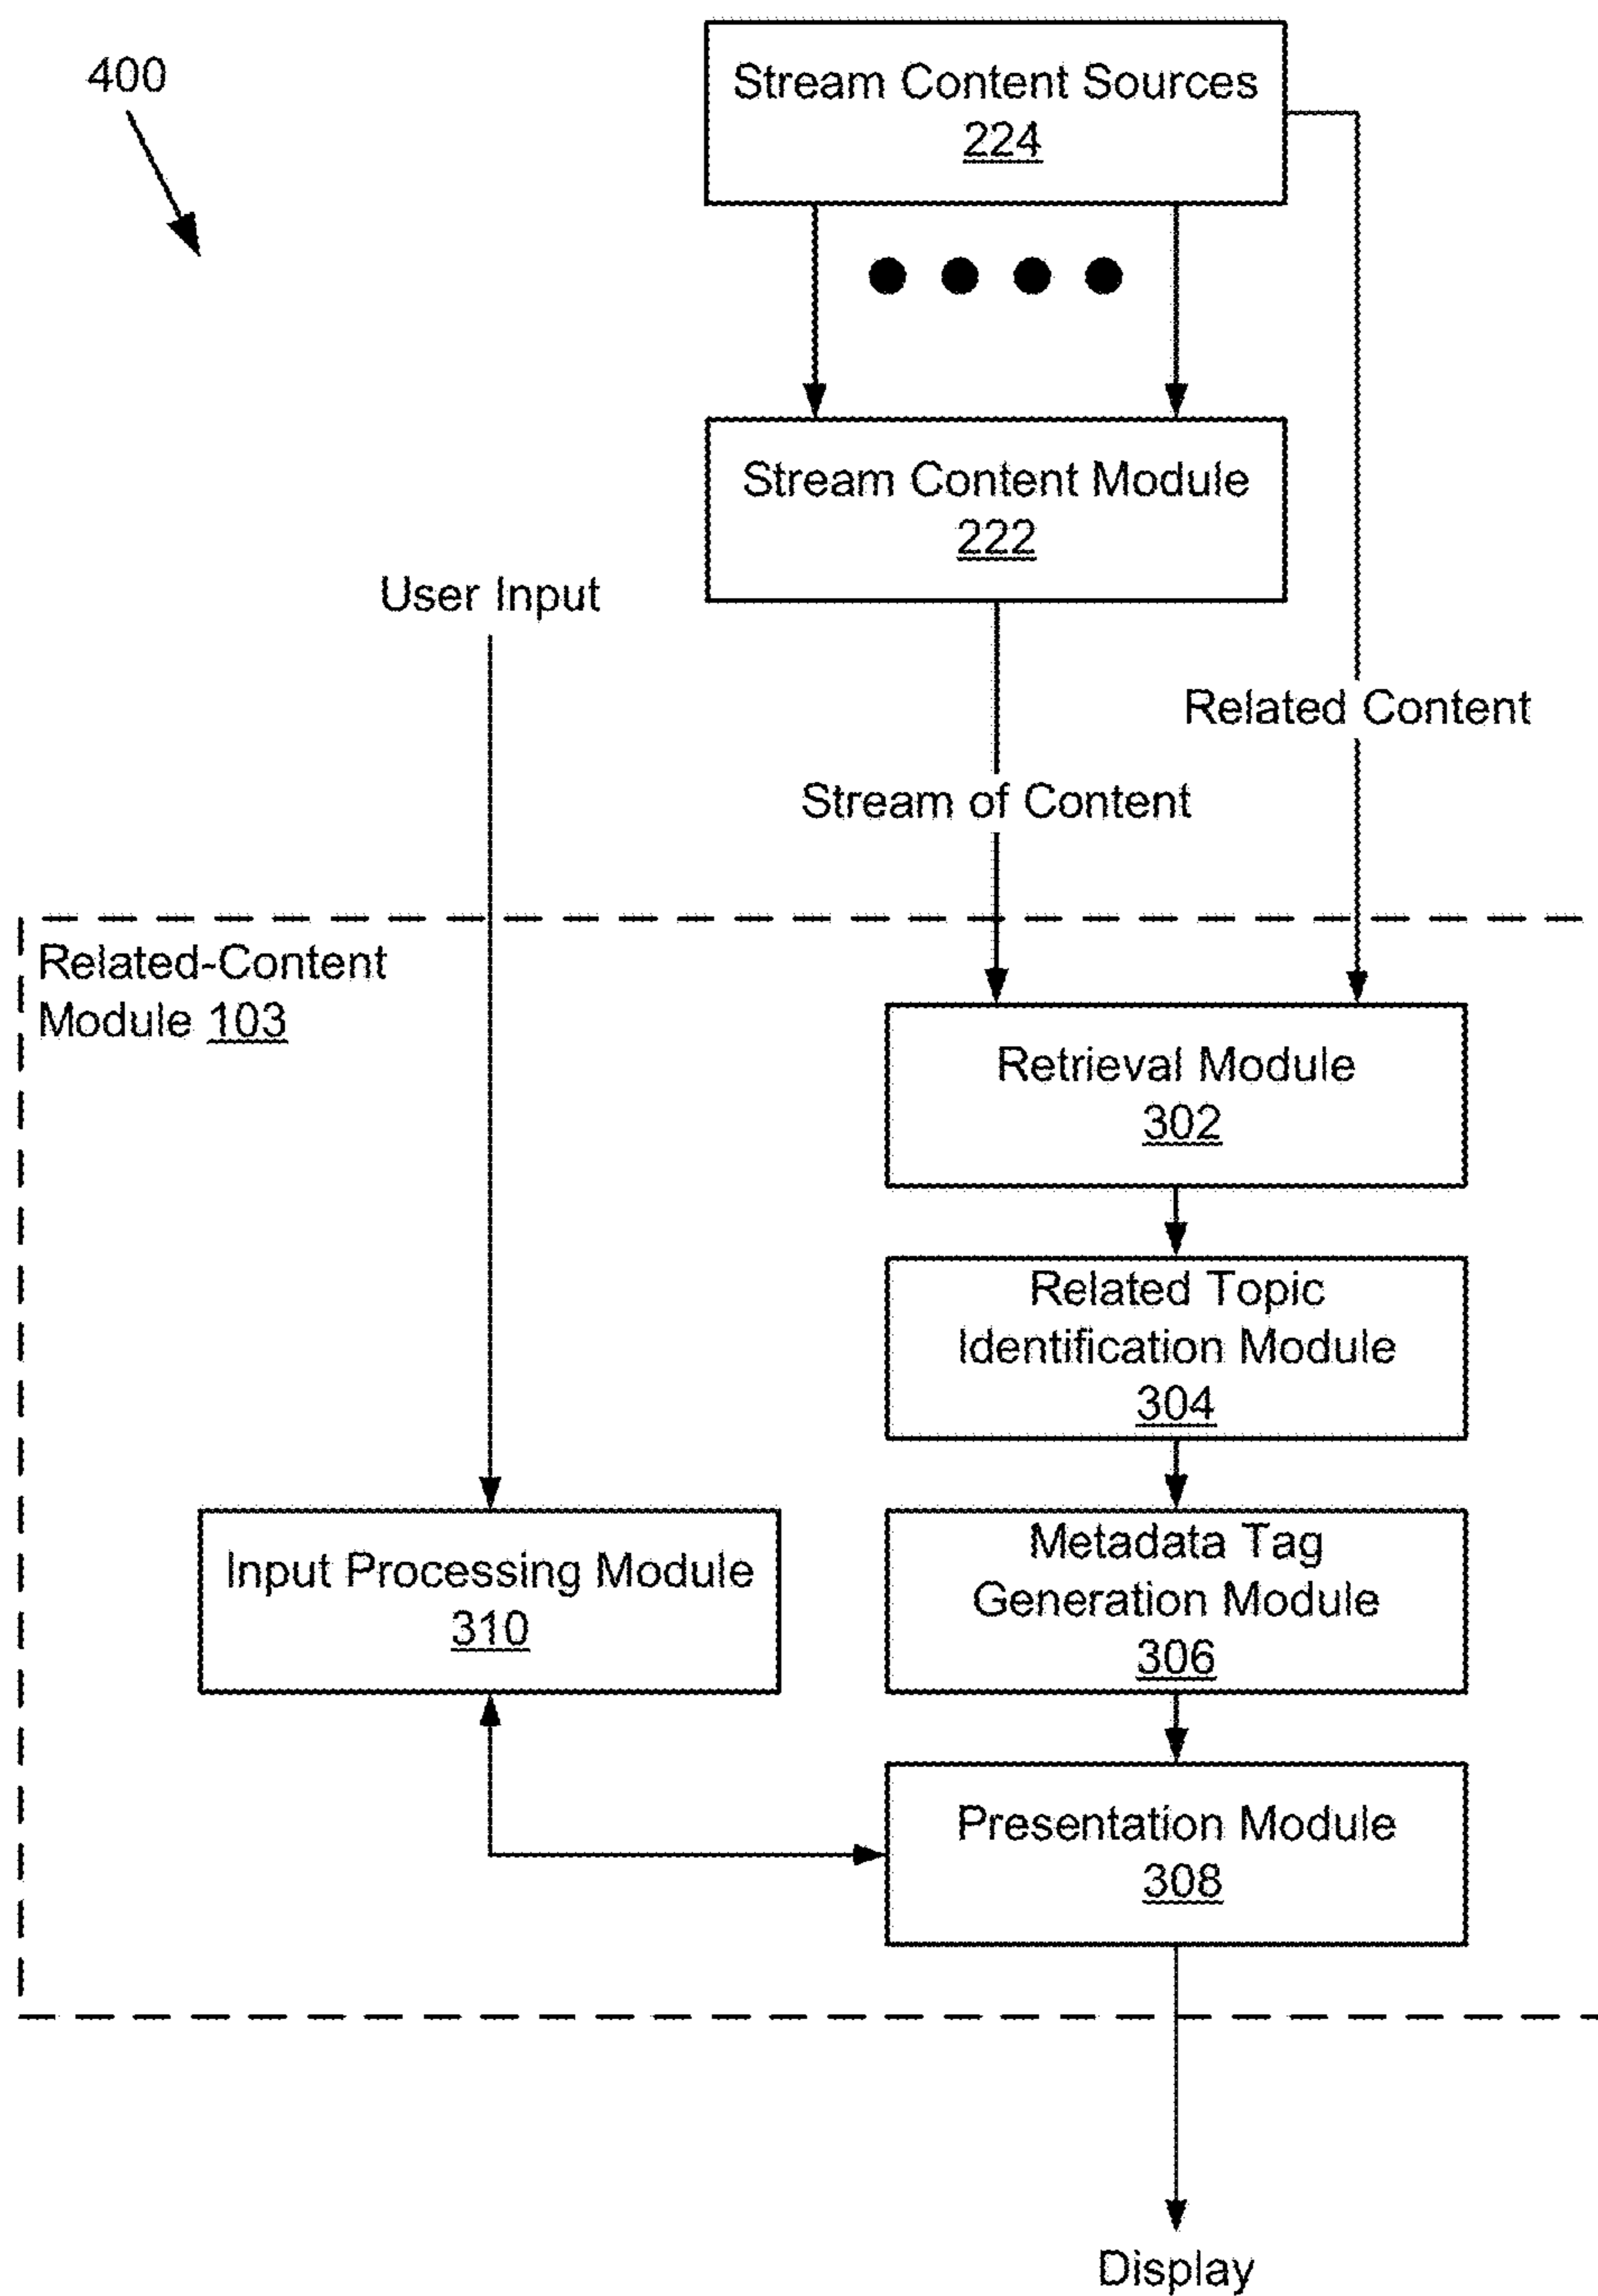 400
Stream Content Sources
224
Stream Content Module
222
User Input
Related Content
Stream of Content
Related-Content
Module 103
Retrieval Module
302
Related Topic
Identification Module
304
Input Processing Module
310
Metadata Tag
Generation Module
306
Presentation Module
308
Display